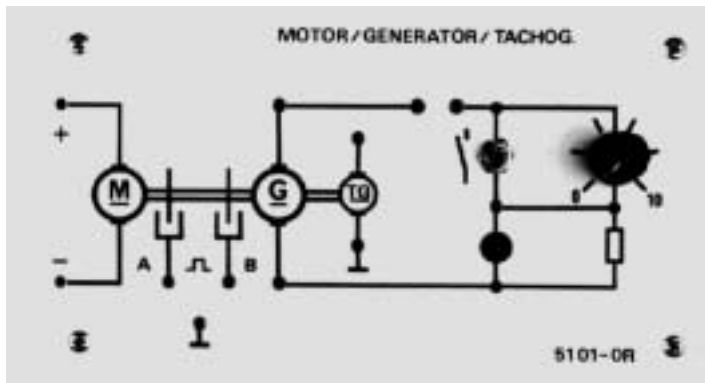 MOTOR/GENERATOR/TACHOG.
+
M
G
TG
0
10
−
A
B
5101-0R